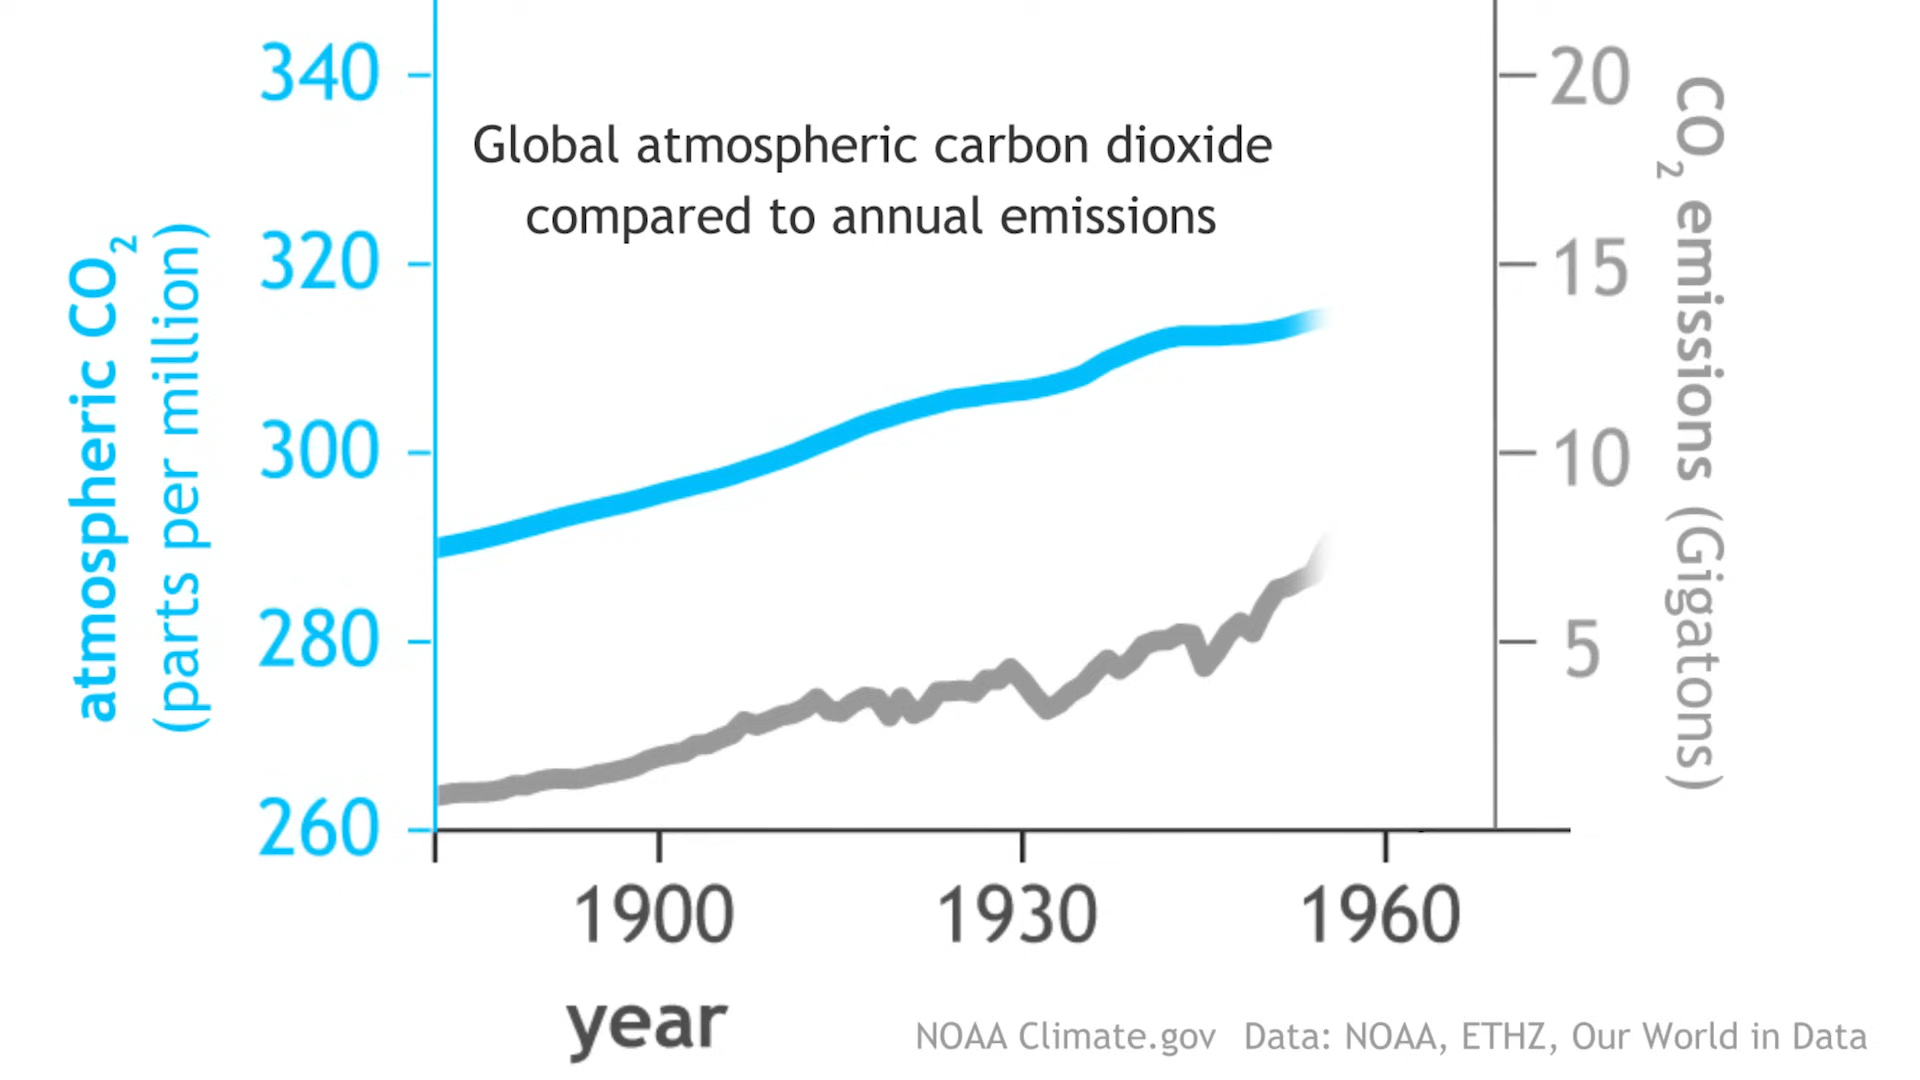 340
320
300
280
260
atmospheric CO₂
(parts per million)
Global atmospheric carbon dioxide
compared to annual emissions
20
15
10
5
CO₂ emissions (Gigatons)
1900
1930
1960
year
NOAA Climate.gov Data: NOAA, ETHZ, Our World in Data